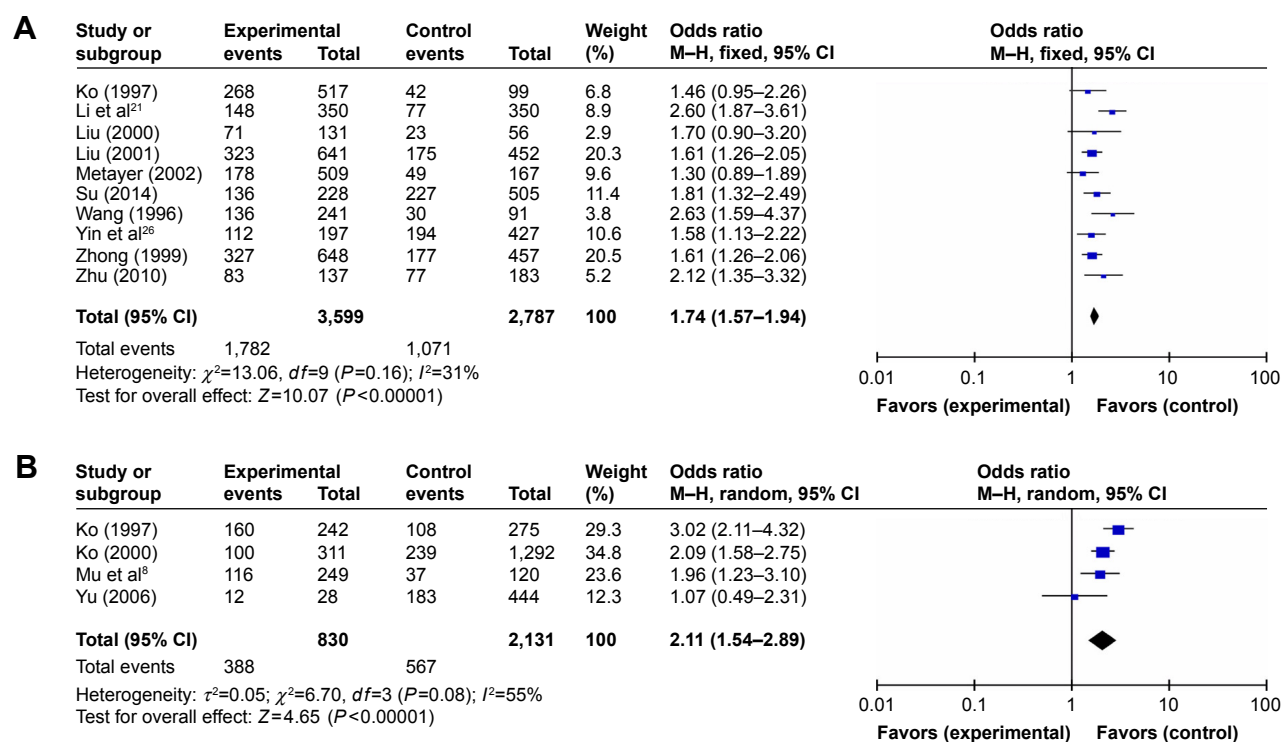 A
Study or Experimental Control Weight Odds ratio Odds ratio
subgroup events Total events Total (%) M–H, fixed, 95% CI M–H, fixed, 95% CI
Ko (1997) 268 517 42 99 6.8 1.46 (0.95–2.26)
Li et al²¹ 148 350 77 350 8.9 2.60 (1.87–3.61)
Liu (2000) 71 131 23 56 2.9 1.70 (0.90–3.20)
Liu (2001) 323 641 175 452 20.3 1.61 (1.26–2.05)
Metayer (2002) 178 509 49 167 9.6 1.30 (0.89–1.89)
Su (2014) 136 228 227 505 11.4 1.81 (1.32–2.49)
Wang (1996) 136 241 30 91 3.8 2.63 (1.59–4.37)
Yin et al²⁶ 112 197 194 427 10.6 1.58 (1.13–2.22)
Zhong (1999) 327 648 177 457 20.5 1.61 (1.26–2.06)
Zhu (2010) 83 137 77 183 5.2 2.12 (1.35–3.32)
Total (95% CI) 3,599 2,787 100 1.74 (1.57–1.94)
Total events 1,782 1,071
Heterogeneity: χ²=13.06, df=9 (P=0.16); I²=31%
Test for overall effect: Z=10.07 (P<0.00001)
0.01 0.1 1 10 100
Favors (experimental) Favors (control)
B
Study or Experimental Control Weight Odds ratio Odds ratio
subgroup events Total events Total (%) M–H, random, 95% CI M–H, random, 95% CI
Ko (1997) 160 242 108 275 29.3 3.02 (2.11–4.32)
Ko (2000) 100 311 239 1,292 34.8 2.09 (1.58–2.75)
Mu et al⁸ 116 249 37 120 23.6 1.96 (1.23–3.10)
Yu (2006) 12 28 183 444 12.3 1.07 (0.49–2.31)
Total (95% CI) 830 2,131 100 2.11 (1.54–2.89)
Total events 388 567
Heterogeneity: τ²=0.05; χ²=6.70, df=3 (P=0.08); I²=55%
Test for overall effect: Z=4.65 (P<0.00001)
0.01 0.1 1 10 100
Favors (experimental) Favors (control)